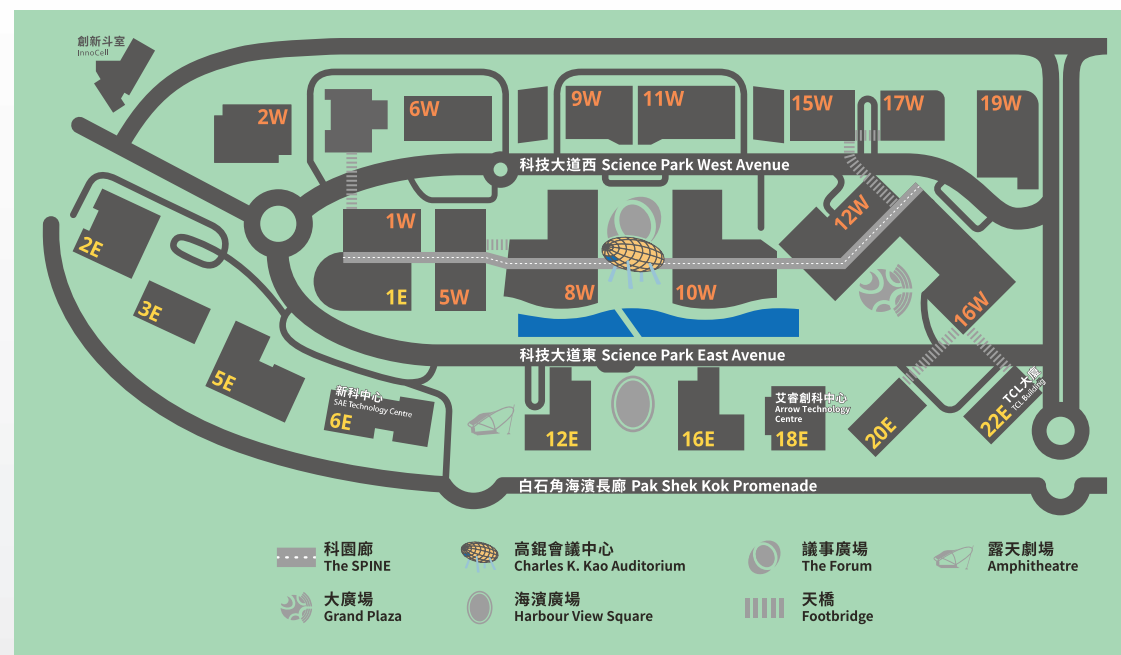 創新斗室
InnoCell
2W
6W
9W
11W
15W
17W
19W
科技大道西 Science Park West Avenue
1W
12W
2E
1E
5W
8W
10W
3E
16W
科技大道東 Science Park East Avenue
5E
新科中心
SAE Technology Centre
6E
12E
16E
艾睿創科中心
Arrow Technology
Centre
18E
20E
TCL大廈
TCL Building
22E
白石角海濱長廊 Pak Shek Kok Promenade
科園廊
The SPINE
高錕會議中心
Charles K. Kao Auditorium
議事廣場
The Forum
露天劇場
Amphitheatre
大廣場
Grand Plaza
海濱廣場
Harbour View Square
天橋
Footbridge